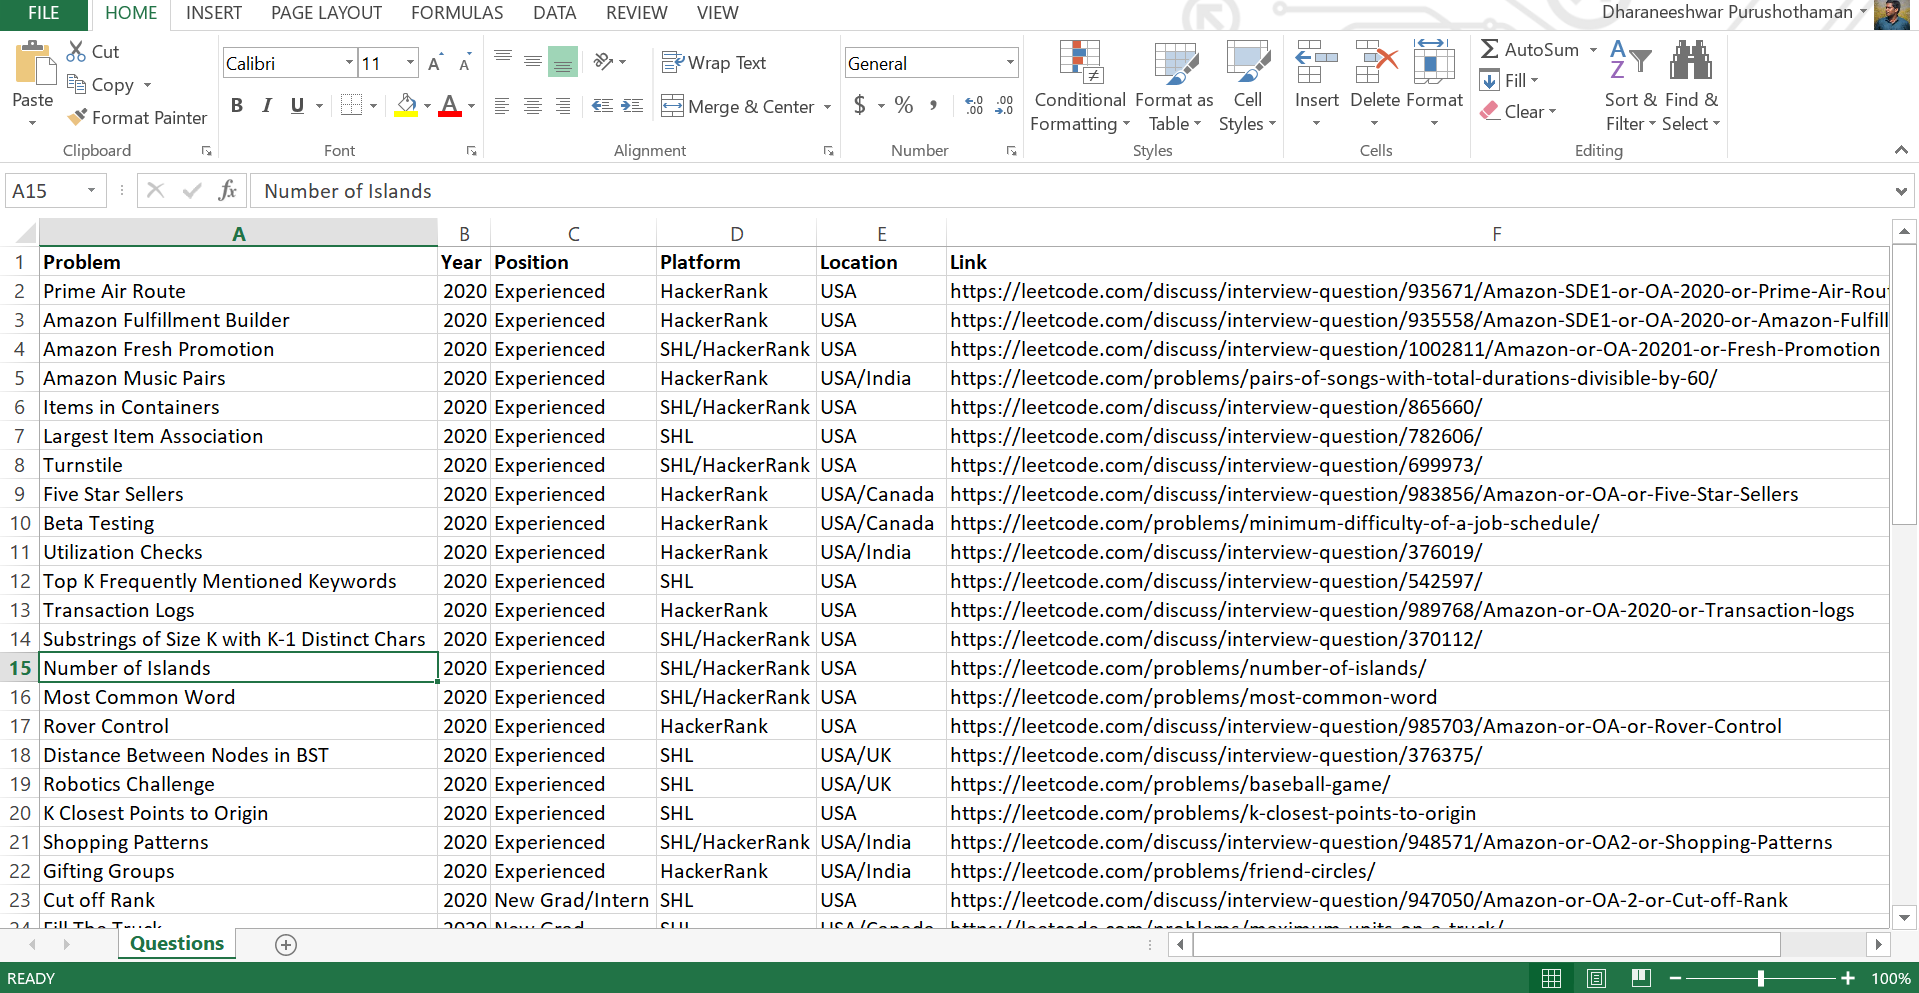 FILE HOME INSERT PAGE LAYOUT FORMULAS DATA REVIEW VIEW Dharaneeshwar Purushothaman
Cut
Copy
Format Painter
Paste
Clipboard
Calibri 11
B I U A
Font
Wrap Text
Merge & Center
Alignment
General
$ % ,
Number
Conditional Formatting
Format as Table
Cell Styles
Styles
Insert Delete Format
Cells
AutoSum
Fill
Clear
Sort & Filter
Find & Select
Editing
A15 fx Number of Islands
A B C D E F
1 Problem Year Position Platform Location Link
2 Prime Air Route 2020 Experienced HackerRank USA https://leetcode.com/discuss/interview-question/935671/Amazon-SDE1-or-OA-2020-or-Prime-Air-Rou
3 Amazon Fulfillment Builder 2020 Experienced HackerRank USA https://leetcode.com/discuss/interview-question/935558/Amazon-SDE1-or-OA-2020-or-Amazon-Fulfill
4 Amazon Fresh Promotion 2020 Experienced SHL/HackerRank USA https://leetcode.com/discuss/interview-question/1002811/Amazon-or-OA-20201-or-Fresh-Promotion
5 Amazon Music Pairs 2020 Experienced HackerRank USA/India https://leetcode.com/problems/pairs-of-songs-with-total-durations-divisible-by-60/
6 Items in Containers 2020 Experienced SHL/HackerRank USA https://leetcode.com/discuss/interview-question/865660/
7 Largest Item Association 2020 Experienced SHL USA https://leetcode.com/discuss/interview-question/782606/
8 Turnstile 2020 Experienced SHL/HackerRank USA https://leetcode.com/discuss/interview-question/699973/
9 Five Star Sellers 2020 Experienced HackerRank USA/Canada https://leetcode.com/discuss/interview-question/983856/Amazon-or-OA-or-Five-Star-Sellers
10 Beta Testing 2020 Experienced HackerRank USA/Canada https://leetcode.com/problems/minimum-difficulty-of-a-job-schedule/
11 Utilization Checks 2020 Experienced HackerRank USA/India https://leetcode.com/discuss/interview-question/376019/
12 Top K Frequently Mentioned Keywords 2020 Experienced SHL USA https://leetcode.com/discuss/interview-question/542597/
13 Transaction Logs 2020 Experienced HackerRank USA https://leetcode.com/discuss/interview-question/989768/Amazon-or-OA-2020-or-Transaction-logs
14 Substrings of Size K with K-1 Distinct Chars 2020 Experienced SHL/HackerRank USA https://leetcode.com/discuss/interview-question/370112/
15 Number of Islands 2020 Experienced SHL/HackerRank USA https://leetcode.com/problems/number-of-islands/
16 Most Common Word 2020 Experienced SHL/HackerRank USA https://leetcode.com/problems/most-common-word
17 Rover Control 2020 Experienced HackerRank USA https://leetcode.com/discuss/interview-question/985703/Amazon-or-OA-or-Rover-Control
18 Distance Between Nodes in BST 2020 Experienced SHL USA/UK https://leetcode.com/discuss/interview-question/376375/
19 Robotics Challenge 2020 Experienced SHL USA/UK https://leetcode.com/problems/baseball-game/
20 K Closest Points to Origin 2020 Experienced SHL USA https://leetcode.com/problems/k-closest-points-to-origin
21 Shopping Patterns 2020 Experienced SHL/HackerRank USA/India https://leetcode.com/discuss/interview-question/948571/Amazon-or-OA2-or-Shopping-Patterns
22 Gifting Groups 2020 Experienced HackerRank USA/India https://leetcode.com/problems/friend-circles/
23 Cut off Rank 2020 New Grad/Intern SHL USA https://leetcode.com/discuss/interview-question/947050/Amazon-or-OA-2-or-Cut-off-Rank
24 Fill The Truck 2020 New Grad SHL USA/Canada https://leetcode.com/problems/maximum-units-on-a-truck/
Questions
READY 100%